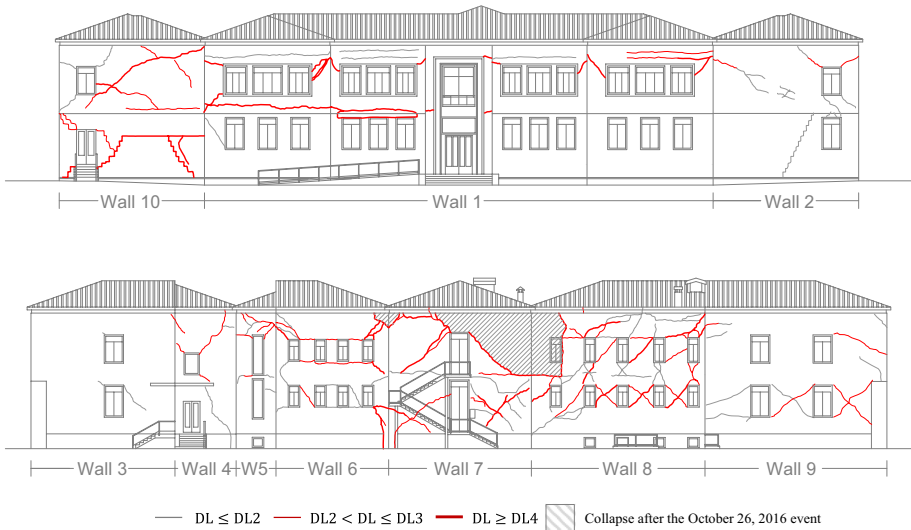 Wall 10 Wall 1 Wall 2
Wall 3 Wall 4 W5 Wall 6 Wall 7 Wall 8 Wall 9
DL ≤ DL2 DL2 < DL ≤ DL3 DL ≥ DL4 Collapse after the October 26, 2016 event